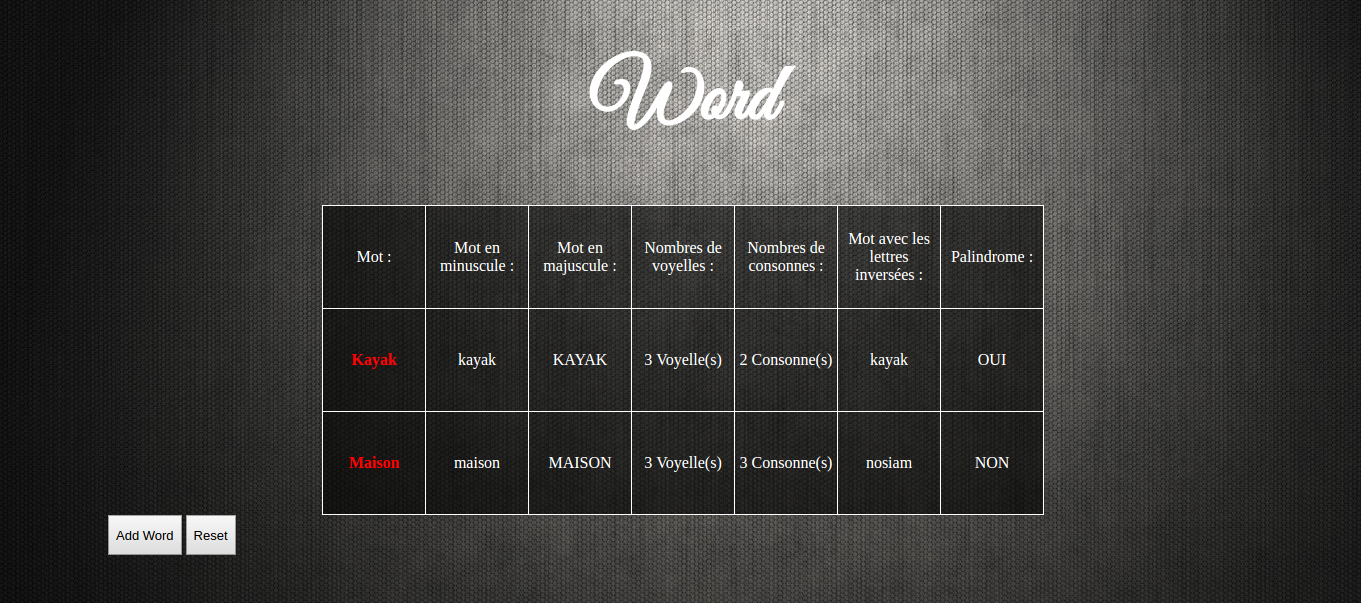 Word
Mot :
Mot en
minuscule :
Mot en
majuscule :
Nombres de
voyelles :
Nombres de
consonnes :
Mot avec les
lettres
inversées :
Palindrome :
Kayak
kayak
KAYAK
3 Voyelle(s)
2 Consonne(s)
kayak
OUI
Maison
maison
MAISON
3 Voyelle(s)
3 Consonne(s)
nosiam
NON
Add Word
Reset